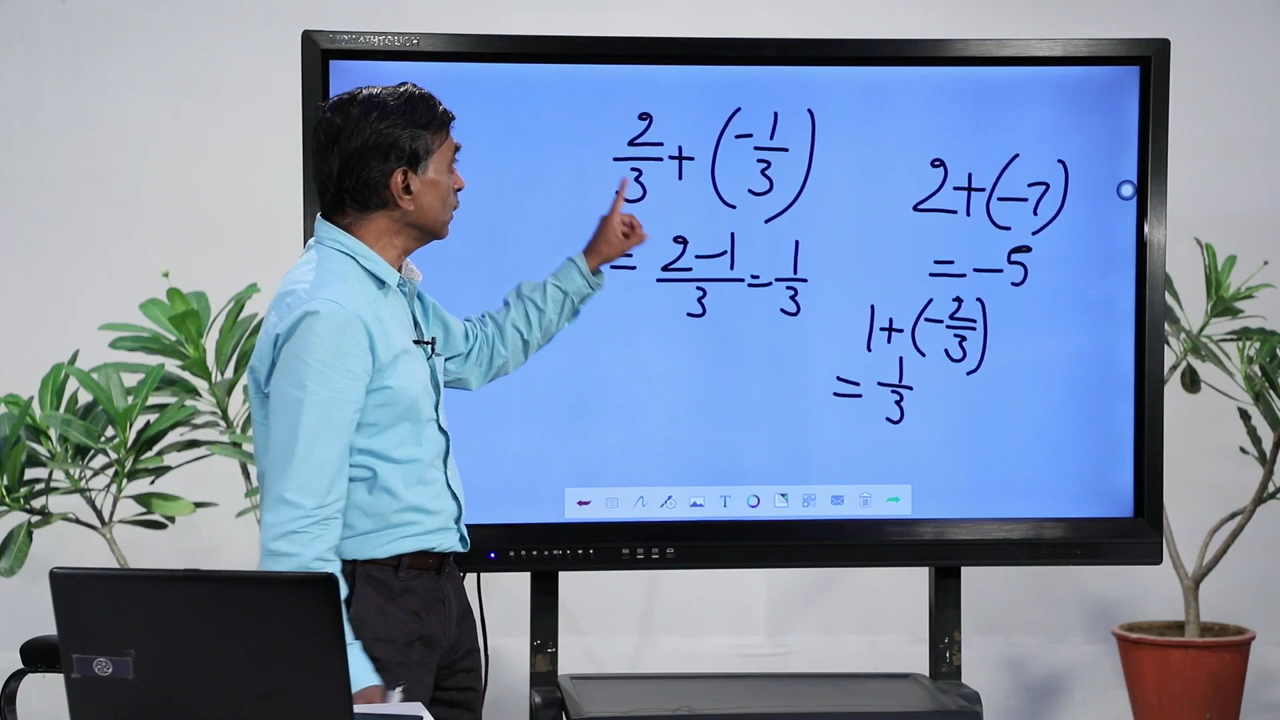 2/3 + (-1/3)
= 2-1/3 = 1/3
2+(-7)
= -5
1+(-2/3)
= 1/3
T